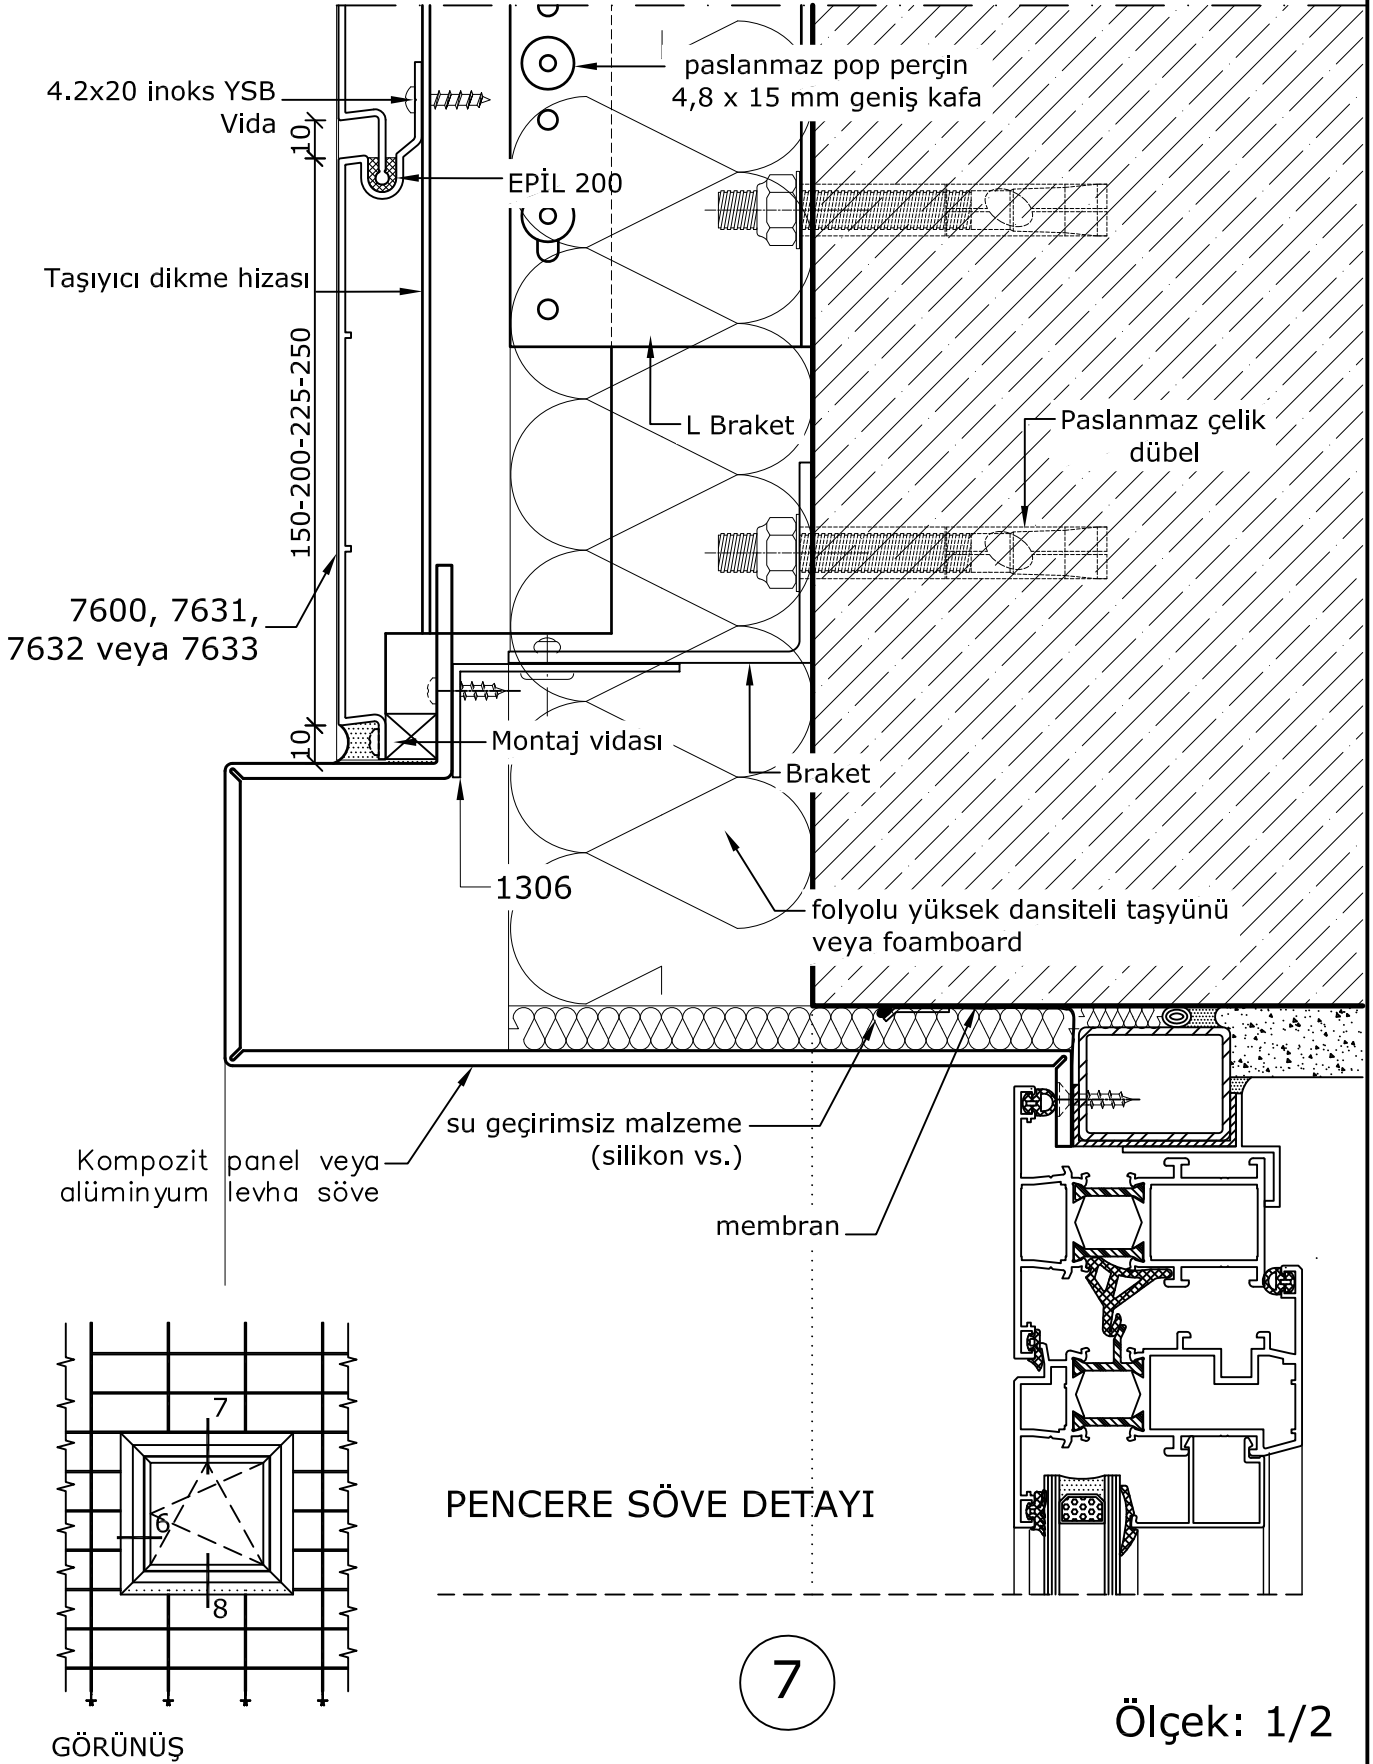 paslanmaz pop perçin
4,8 x 15 mm geniş kafa
4.2x20 inoks YSB
Vida
10
EPİL 200
Taşıyıcı dikme hizası
150-200-225-250
L Braket
Paslanmaz çelik
dübel
7600, 7631,
7632 veya 7633
10
Montaj vidası
Braket
1306
folyolu yüksek dansiteli taşyünü
veya foamboard
su geçirimsiz malzeme
(silikon vs.)
Kompozit panel veya
alüminyum levha söve
membran
7
6
8
PENCERE SÖVE DETAYI
7
Ölçek: 1/2
GÖRÜNÜŞ